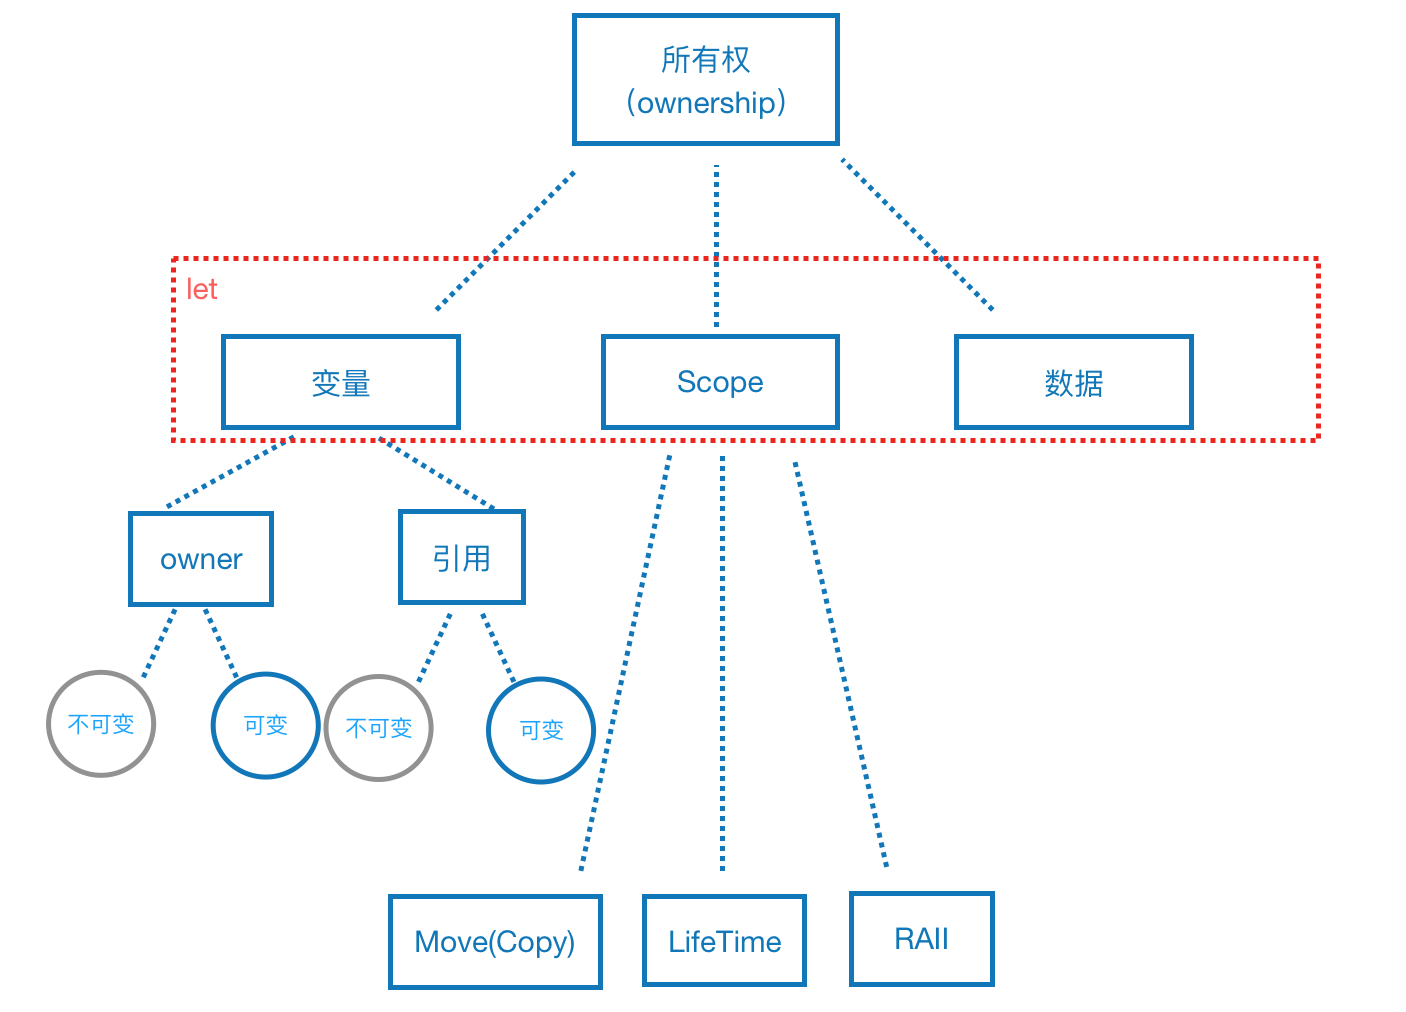 所有权
(ownership)
let
变量
Scope
数据
owner
引用
不可变
可变
不可变
可变
Move(Copy)
LifeTime
RAII